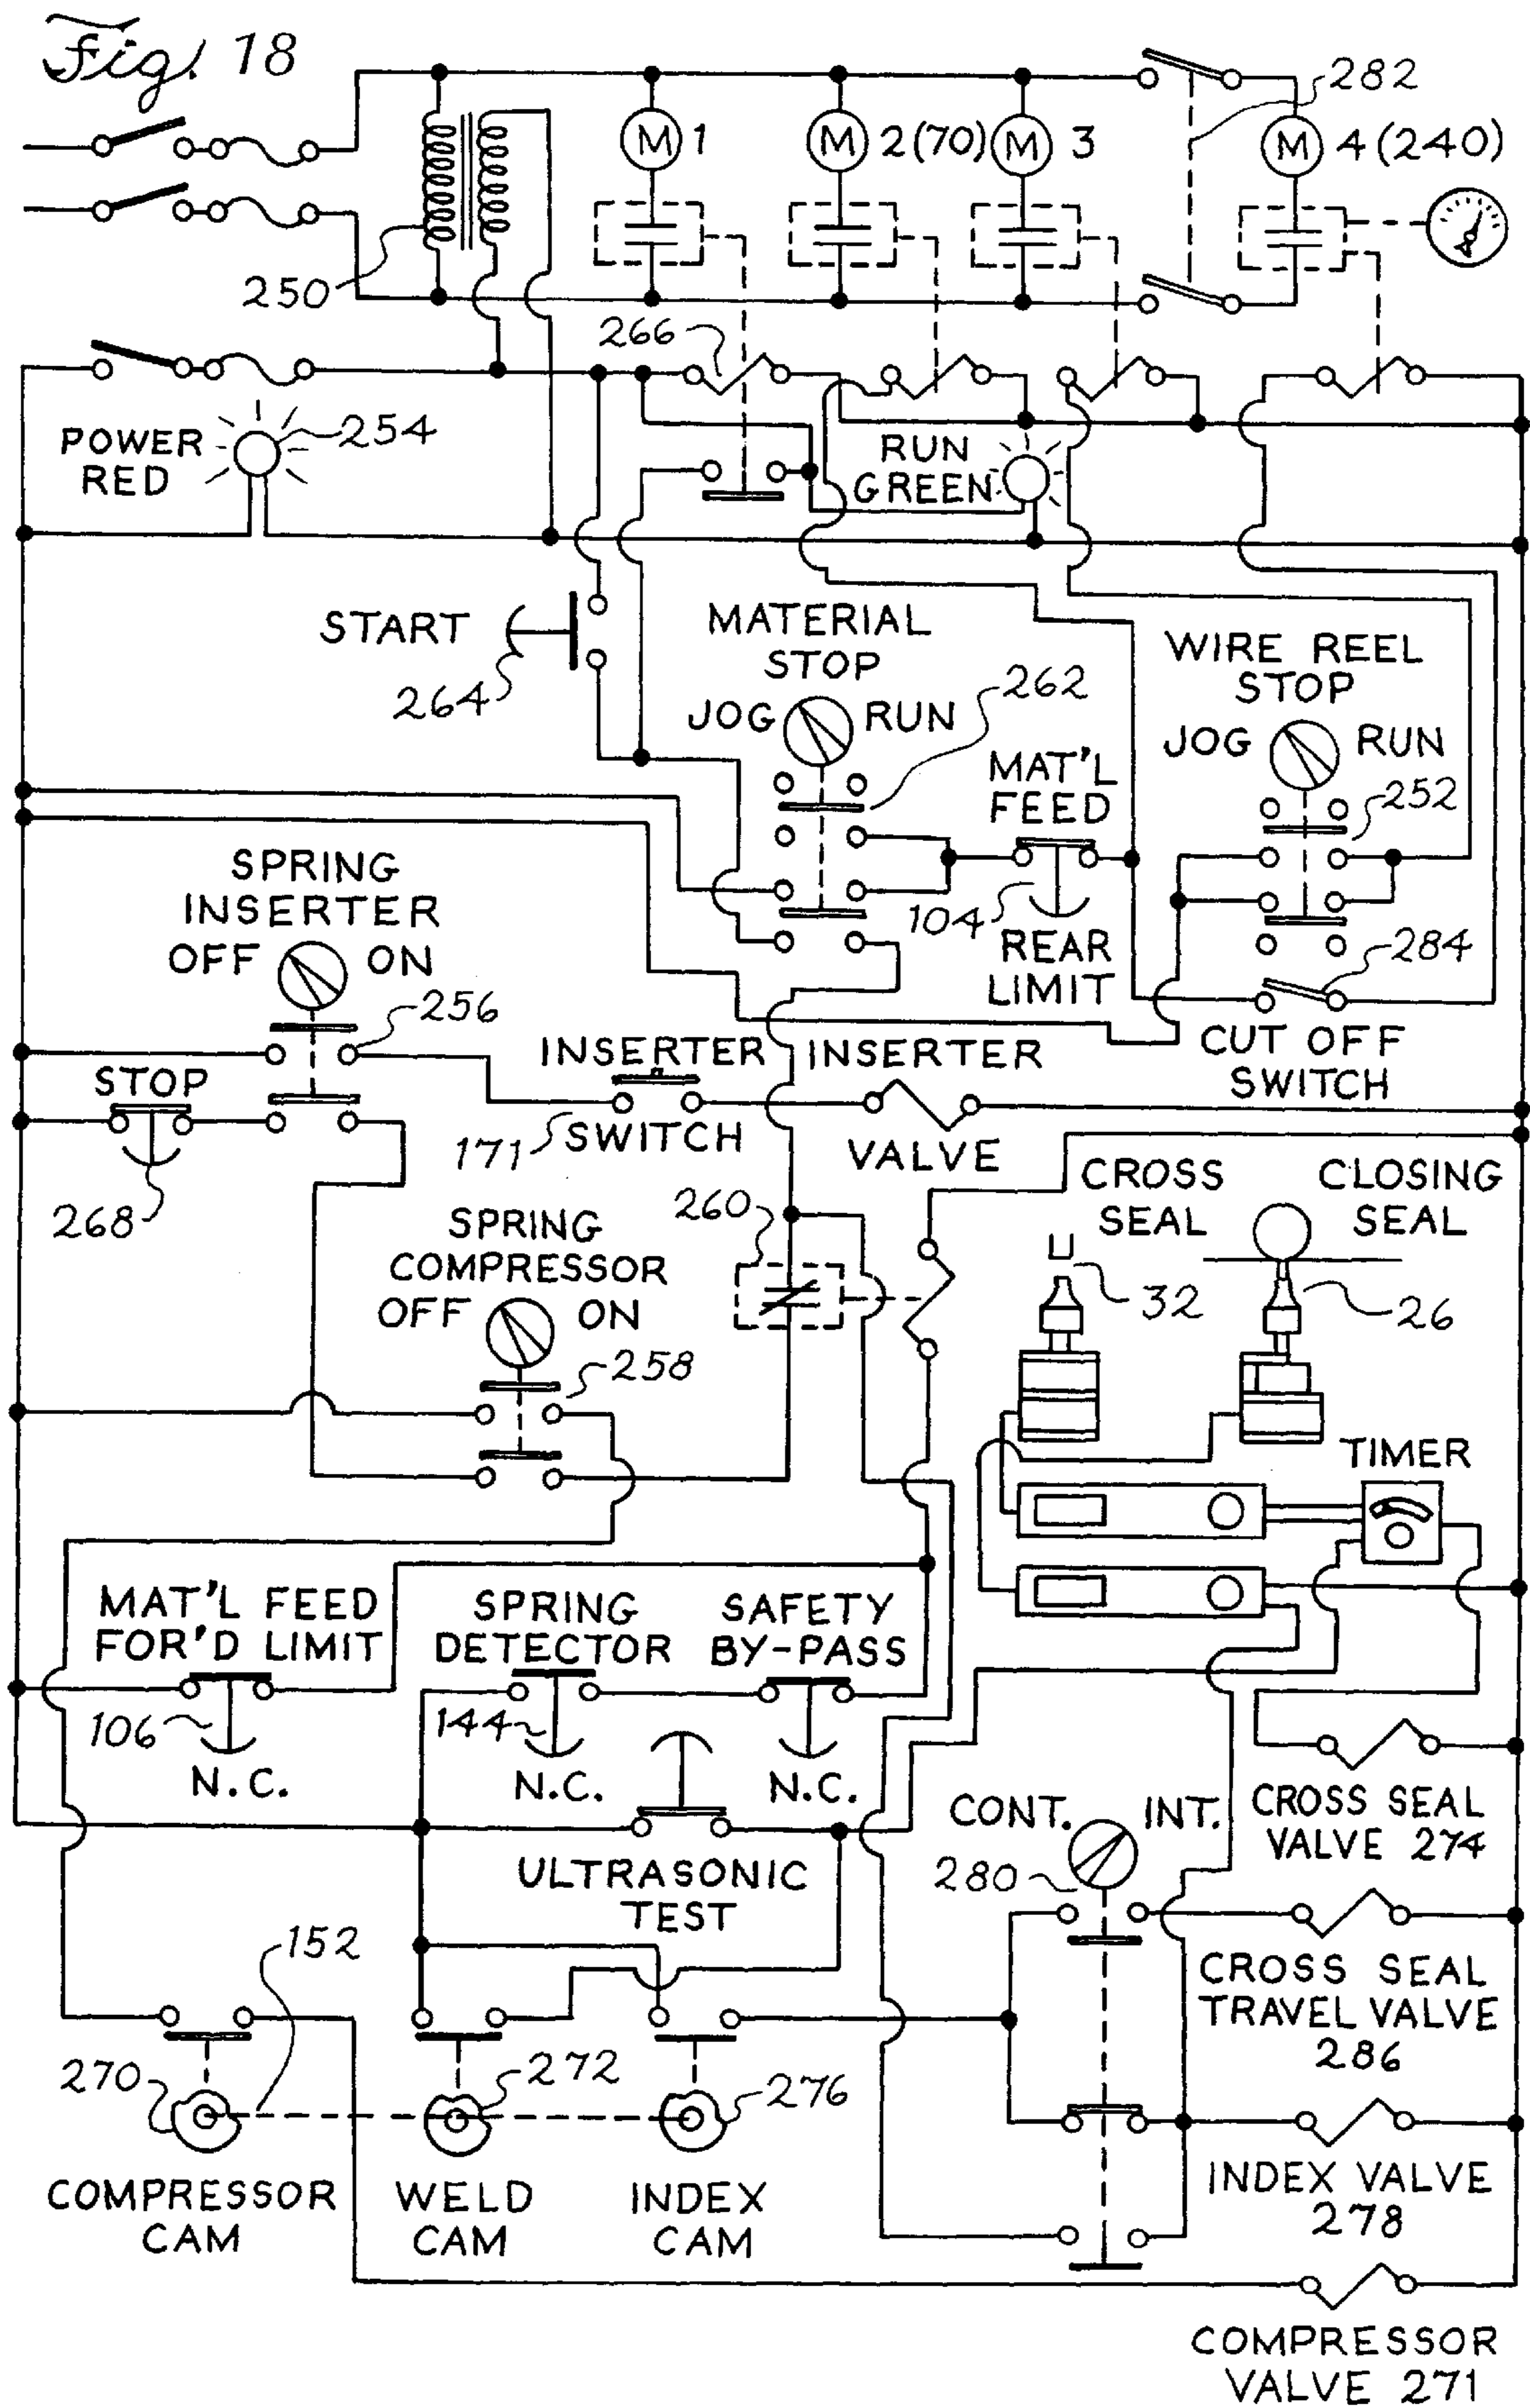 Fig. 18
282
M 1
M 2(70)
M 3
M 4(240)
250
266
POWER
RED
254
RUN
GREEN
START
264
MATERIAL
STOP
JOG RUN
262
WIRE REEL
STOP
JOG RUN
252
MAT'L
FEED
104
REAR
LIMIT
284
CUT OFF
SWITCH
SPRING
INSERTER
OFF ON
256
STOP
268
INSERTER
171 SWITCH
INSERTER
VALVE
260
CROSS
SEAL
CLOSING
SEAL
32
26
SPRING
COMPRESSOR
OFF ON
258
TIMER
MAT'L FEED
FOR'D LIMIT
106
N.C.
SPRING
DETECTOR
144
N.C.
SAFETY
BY-PASS
N.C.
ULTRASONIC
TEST
CONT. INT.
280
CROSS SEAL
VALVE 274
152
CROSS SEAL
TRAVEL VALVE
286
270
272
276
COMPRESSOR
CAM
WELD
CAM
INDEX
CAM
INDEX VALVE
278
COMPRESSOR
VALVE 271